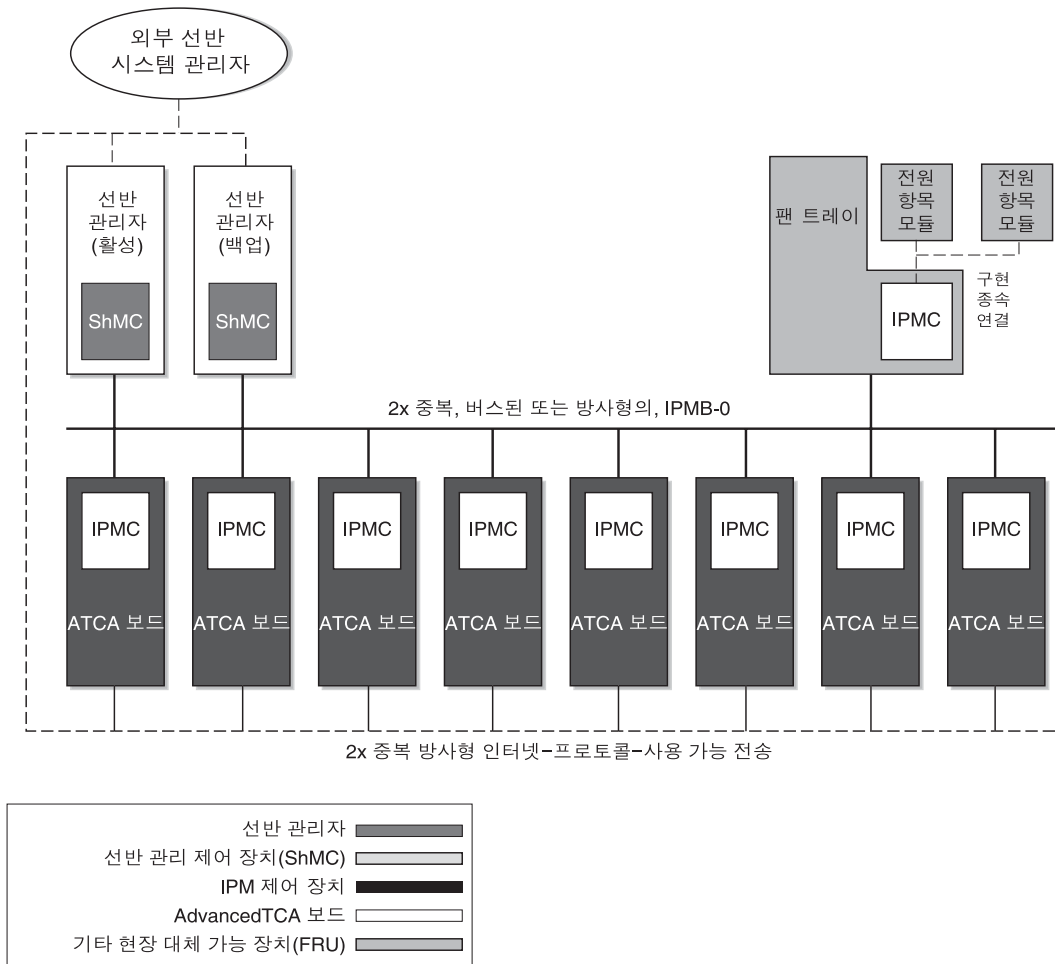 외부 선반
시스템 관리자
선반
관리자
(활성)
ShMC
선반
관리자
(백업)
ShMC
팬 트레이
전원
항목
모듈
전원
항목
모듈
IPMC
구현
종속
연결
2x 중복, 버스된 또는 방사형의, IPMB-0
IPMC
IPMC
IPMC
IPMC
IPMC
IPMC
IPMC
IPMC
ATCA 보드
ATCA 보드
ATCA 보드
ATCA 보드
ATCA 보드
ATCA 보드
ATCA 보드
ATCA 보드
2x 중복 방사형 인터넷-프로토콜-사용 가능 전송
선반 관리자
선반 관리 제어 장치(ShMC)
IPM 제어 장치
AdvancedTCA 보드
기타 현장 대체 가능 장치(FRU)